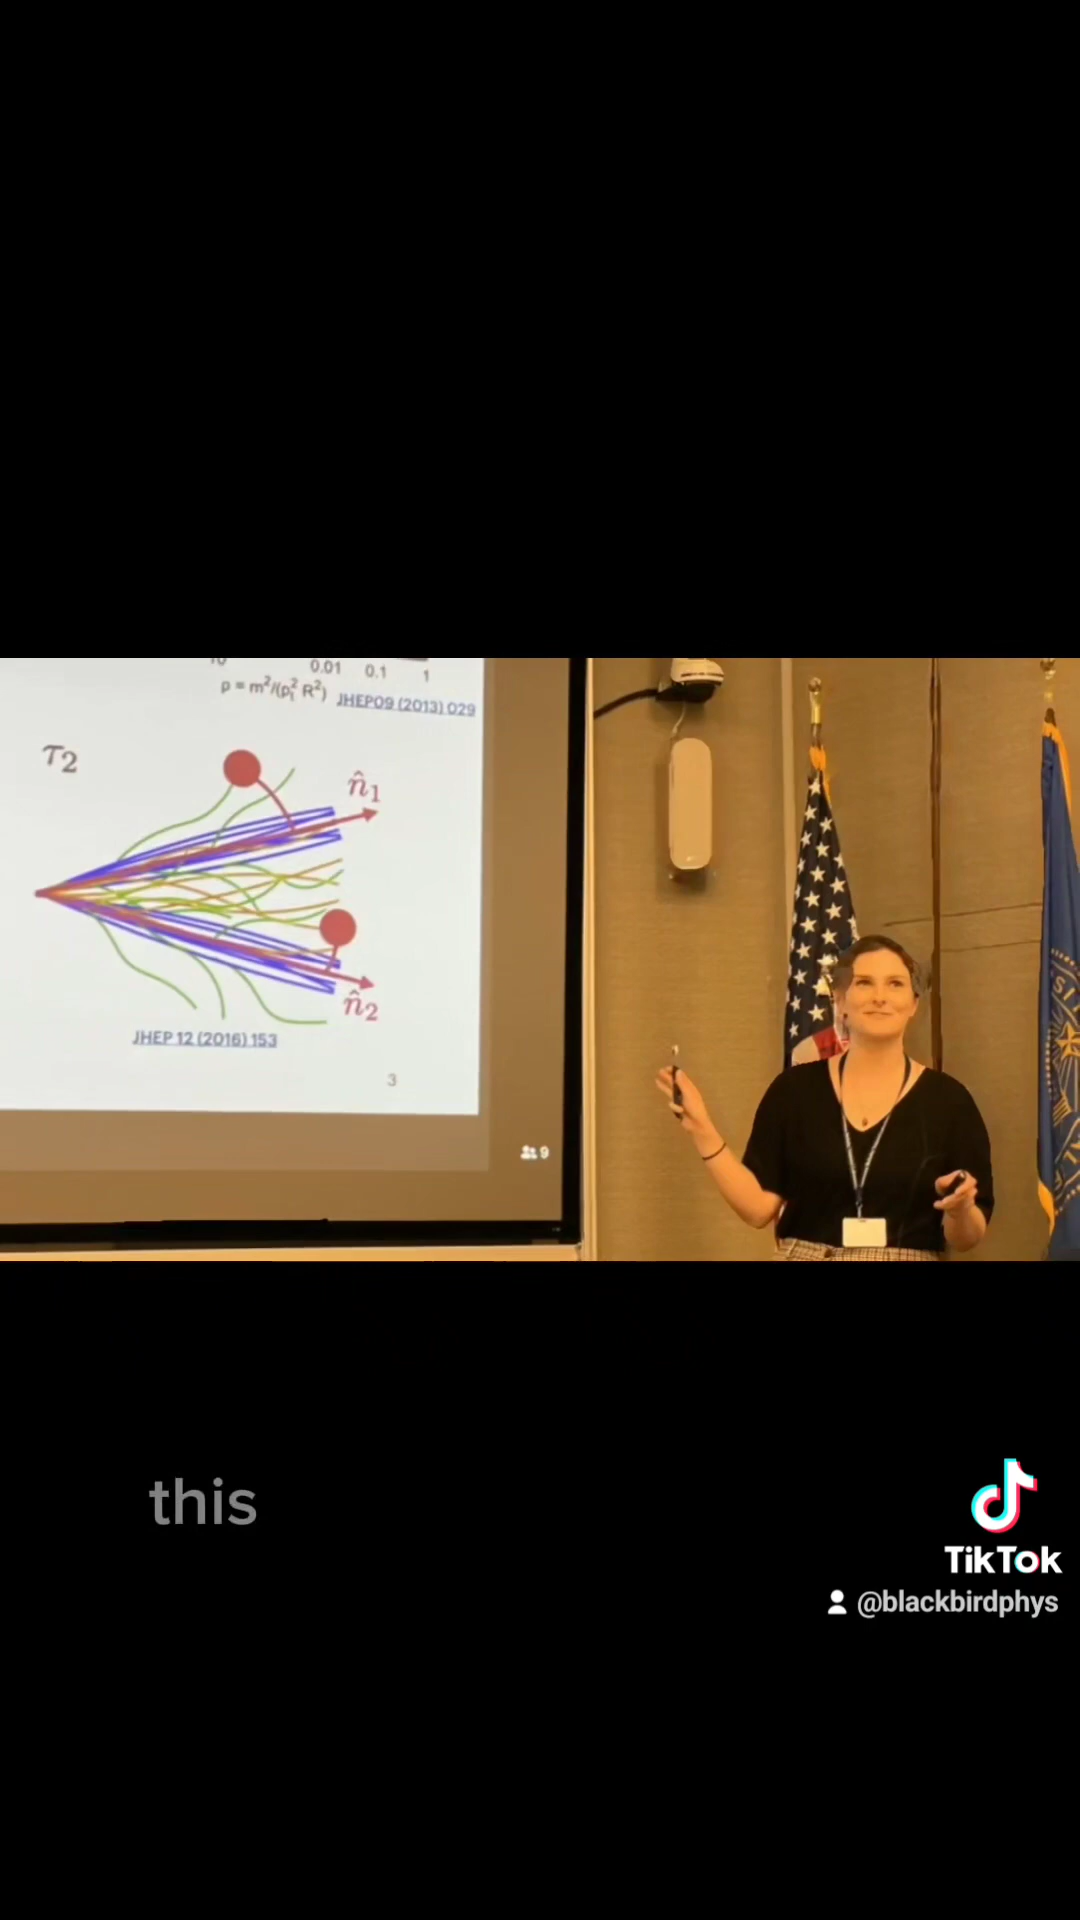 0.01 0.1 1
ρ = m²/(pₜ² R²) JHEP09 (2013) 029
τ₂
n̂₁
n̂₂
JHEP 12 (2016) 153
3
9
this
TikTok
@blackbirdphys